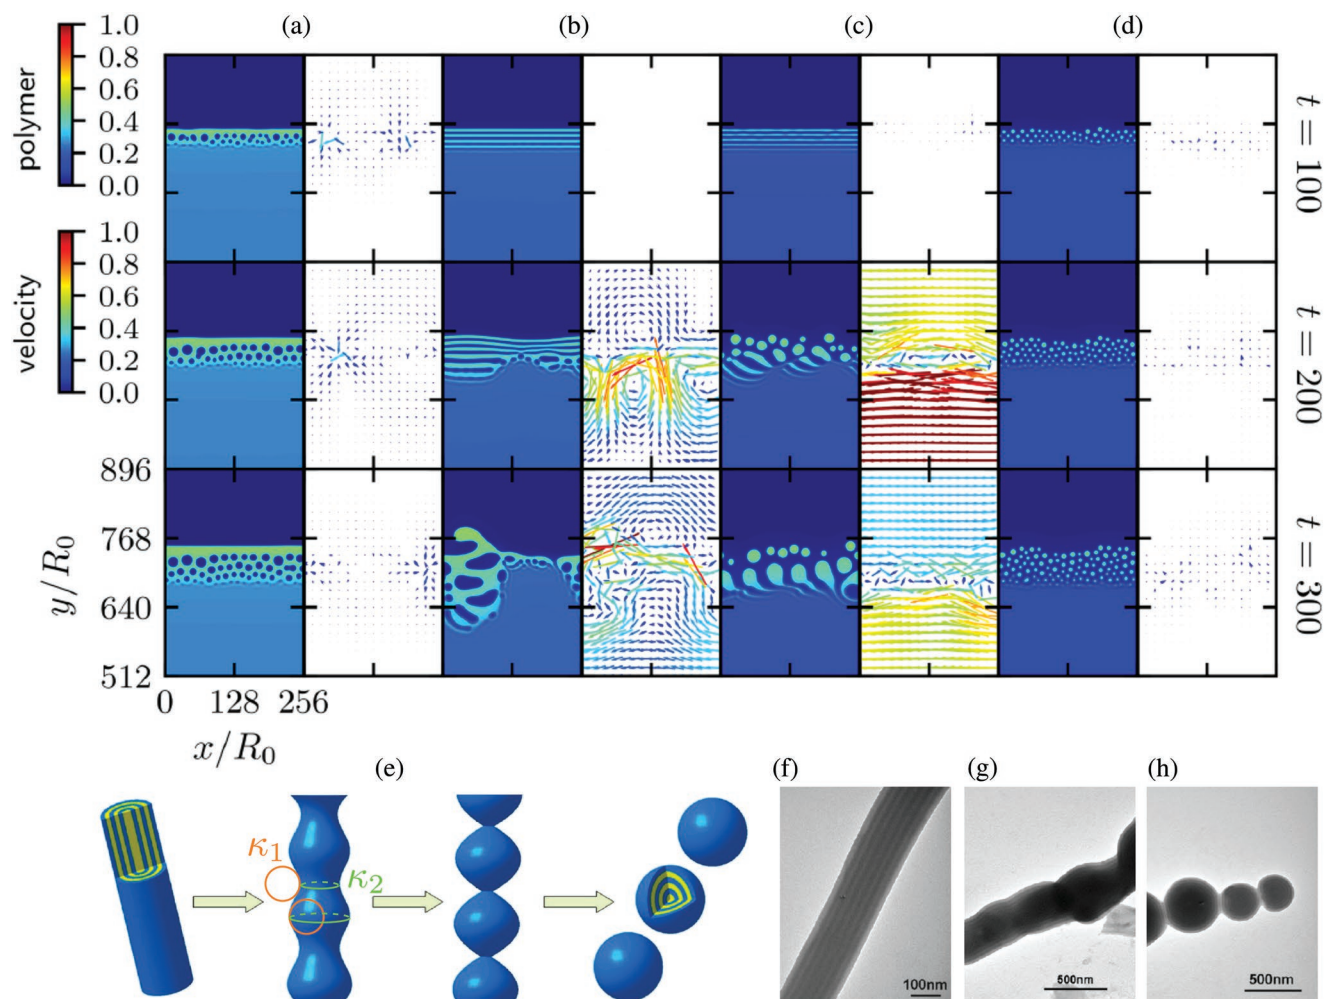 (a) (b) (c) (d)
polymer
1.0
0.8
0.6
0.4
0.2
0.0
t = 100
velocity
1.0
0.8
0.6
0.4
0.2
0.0
t = 200
896
768
640
512
y/R₀
t = 300
0 128 256
x/R₀
(e) (f) (g) (h)
κ₁
κ₂
100nm
500nm
500nm